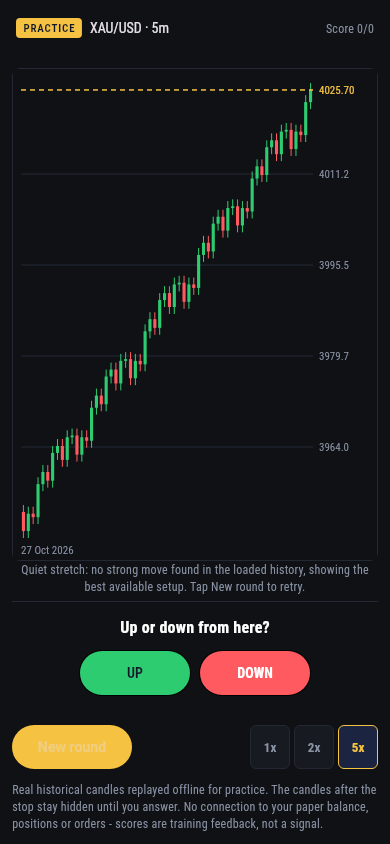 PRACTICE XAU/USD · 5m Score 0/0
4025.70
4011.2
3995.5
3979.7
3964.0
27 Oct 2026
Quiet stretch: no strong move found in the loaded history, showing the
best available setup. Tap New round to retry.
Up or down from here?
UP DOWN
New round 1x 2x 5x
Real historical candles replayed offline for practice. The candles after the
stop stay hidden until you answer. No connection to your paper balance,
positions or orders - scores are training feedback, not a signal.